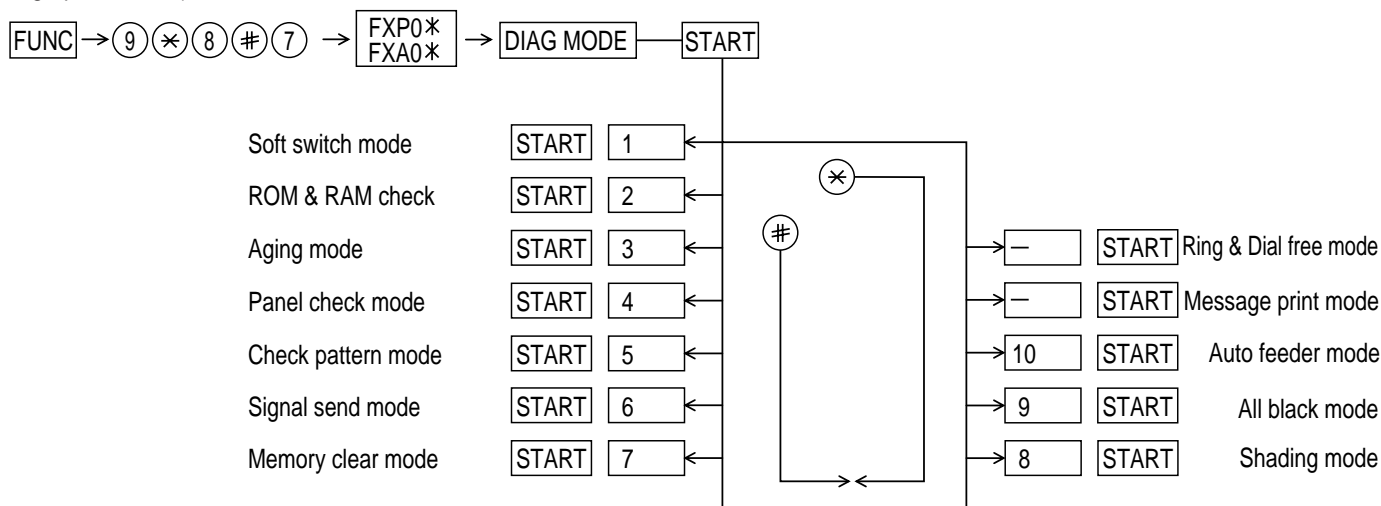 FUNC → 9 * 8 # 7 → FXP0* FXA0* → DIAG MODE START
Soft switch mode START 1
ROM & RAM check START 2
Aging mode START 3
Panel check mode START 4
Check pattern mode START 5
Signal send mode START 6
Memory clear mode START 7
*
#
— START Ring & Dial free mode
— START Message print mode
10 START Auto feeder mode
9 START All black mode
8 START Shading mode